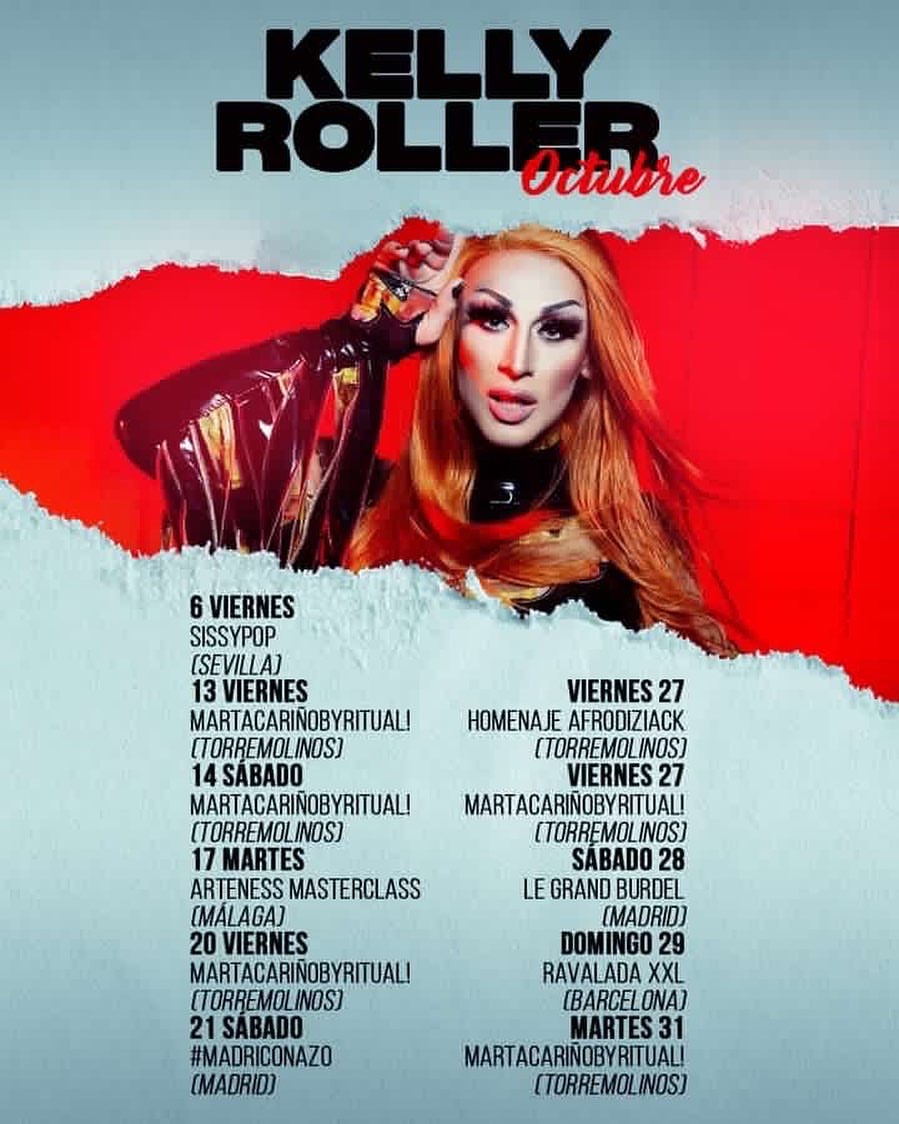 KELLY
ROLLER
Octubre
6 VIERNES
SISSYPOP
(SEVILLA)
13 VIERNES
MARTACARIÑOBYRITUAL!
(TORREMOLINOS)
14 SÁBADO
MARTACARIÑOBYRITUAL!
(TORREMOLINOS)
17 MARTES
ARTENESS MASTERCLASS
(MÁLAGA)
20 VIERNES
MARTACARIÑOBYRITUAL!
(TORREMOLINOS)
21 SÁBADO
#MADRICONAZO
(MADRID)
VIERNES 27
HOMENAJE AFRODIZIACK
(TORREMOLINOS)
VIERNES 27
MARTACARIÑOBYRITUAL!
(TORREMOLINOS)
SÁBADO 28
LE GRAND BURDEL
(MADRID)
DOMINGO 29
RAVALADA XXL
(BARCELONA)
MARTES 31
MARTACARIÑOBYRITUAL!
(TORREMOLINOS)